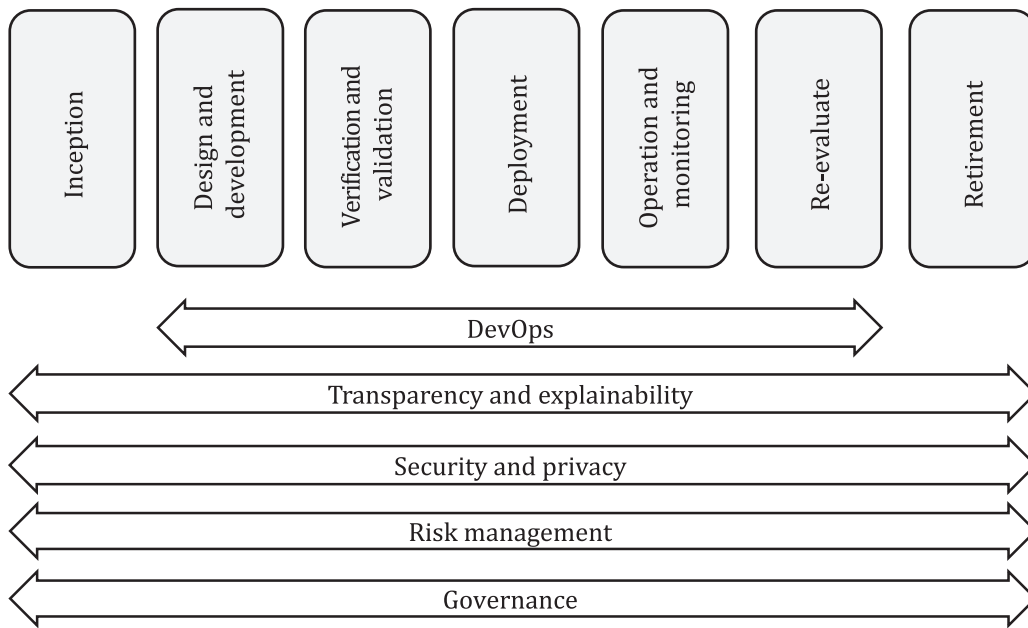 Inception
Design and
development
Verification and
validation
Deployment
Operation and
monitoring
Re-evaluate
Retirement
DevOps
Transparency and explainability
Security and privacy
Risk management
Governance